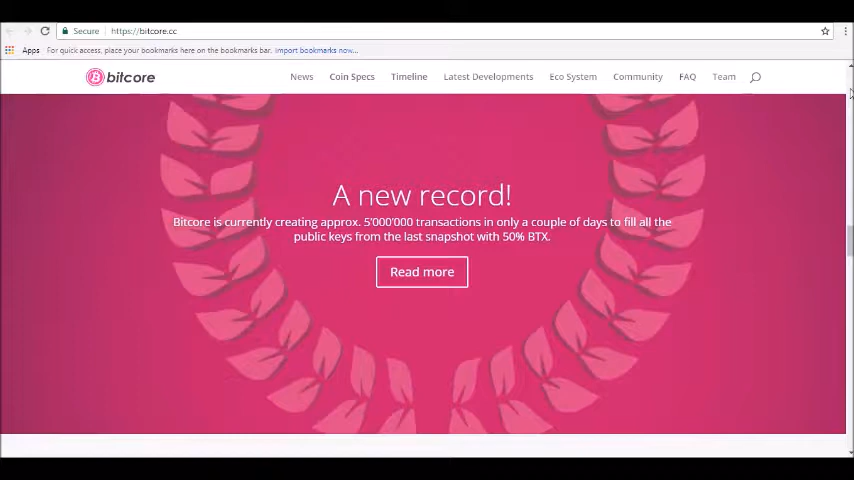 Secure https://bitcore.cc
Apps For quick access, place your bookmarks here on the bookmarks bar. Import bookmarks now...
bitcore News Coin Specs Timeline Latest Developments Eco System Community FAQ Team
A new record!
Bitcore is currently creating approx. 5'000'000 transactions in only a couple of days to fill all the
public keys from the last snapshot with 50% BTX.
Read more